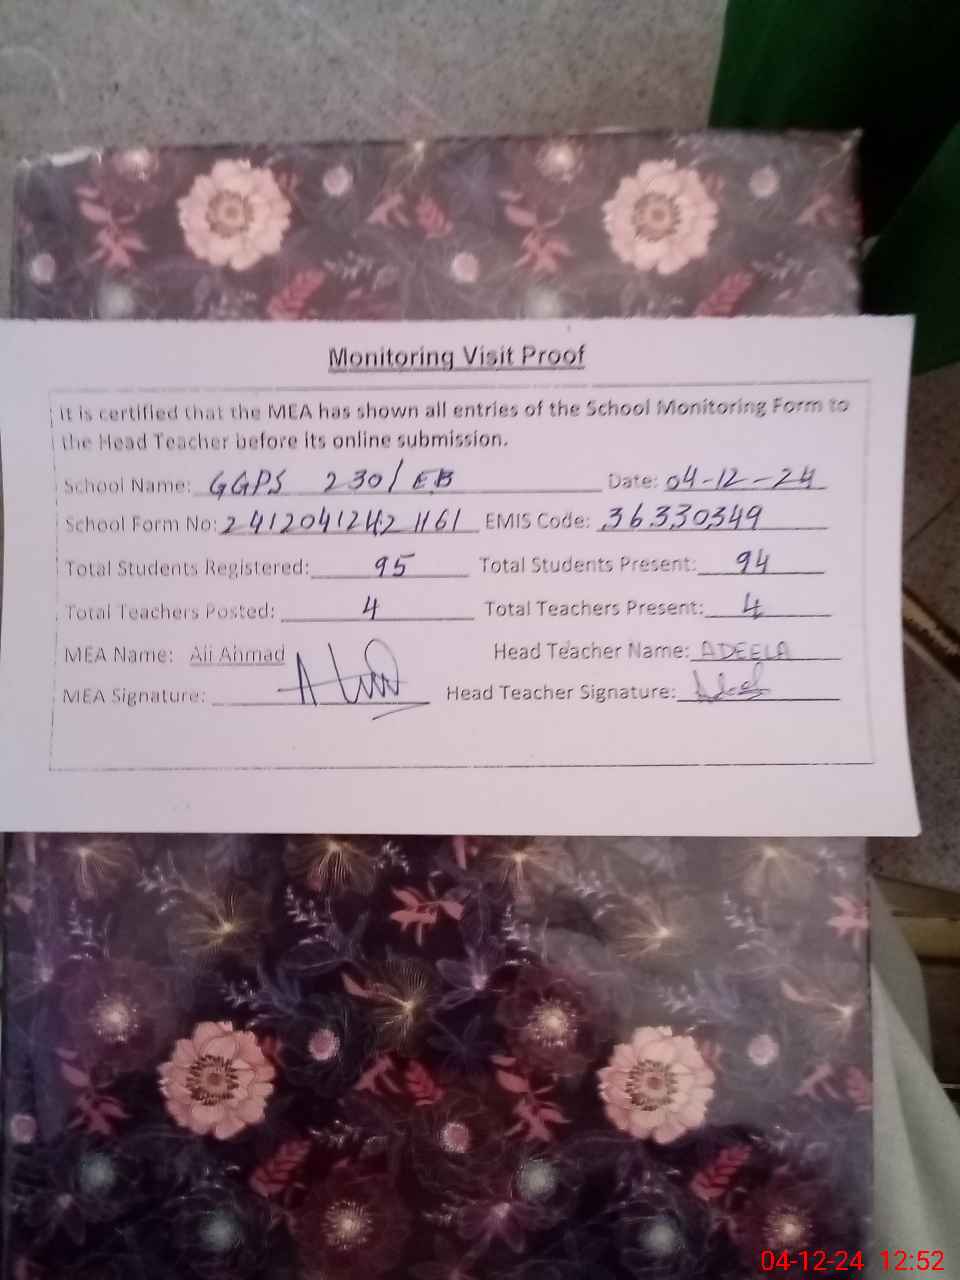 Monitoring Visit Proof
It is certified that the MEA has shown all entries of the School Monitoring Form to
the Head Teacher before its online submission.
School Name: GGPS 230/EB Date: 04-12-24
School Form No: 2412041242 1161 EMIS Code: 36330349
Total Students Registered: 95 Total Students Present: 94
Total Teachers Posted: 4 Total Teachers Present: 4
MEA Name: Ali Ahmad Head Teacher Name: ADEELA
MEA Signature: Head Teacher Signature:
04-12-24 12:52